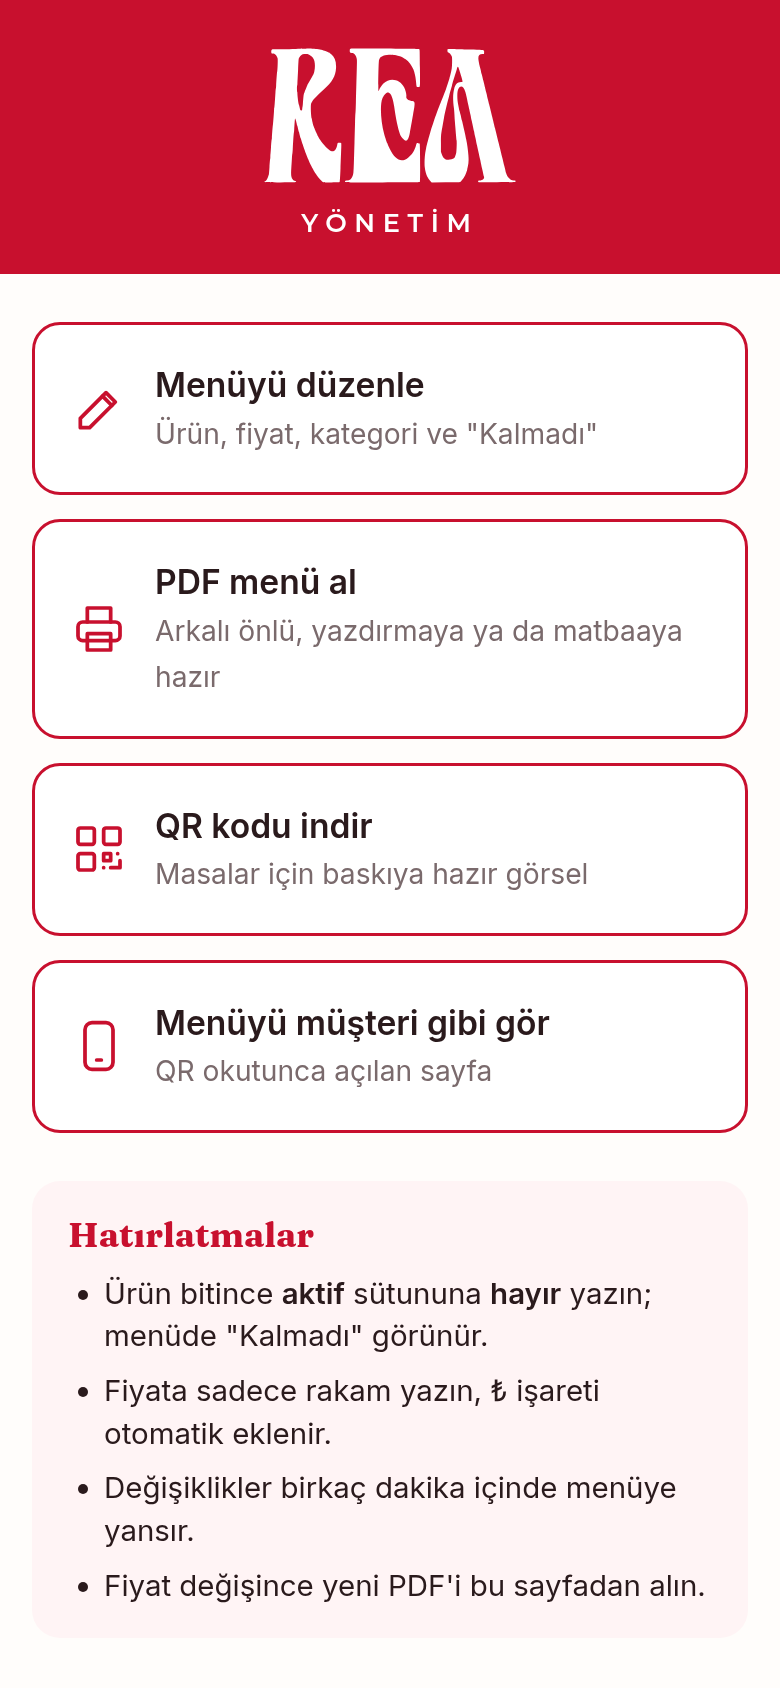 REA
YÖNETİM
Menüyü düzenle
Ürün, fiyat, kategori ve "Kalmadı"
PDF menü al
Arkalı önlü, yazdırmaya ya da matbaaya
hazır
QR kodu indir
Masalar için baskıya hazır görsel
Menüyü müşteri gibi gör
QR okutunca açılan sayfa
Hatırlatmalar
• Ürün bitince aktif sütununa hayır yazın;
menüde "Kalmadı" görünür.
• Fiyata sadece rakam yazın, ₺ işareti
otomatik eklenir.
• Değişiklikler birkaç dakika içinde menüye
yansır.
• Fiyat değişince yeni PDF'i bu sayfadan alın.